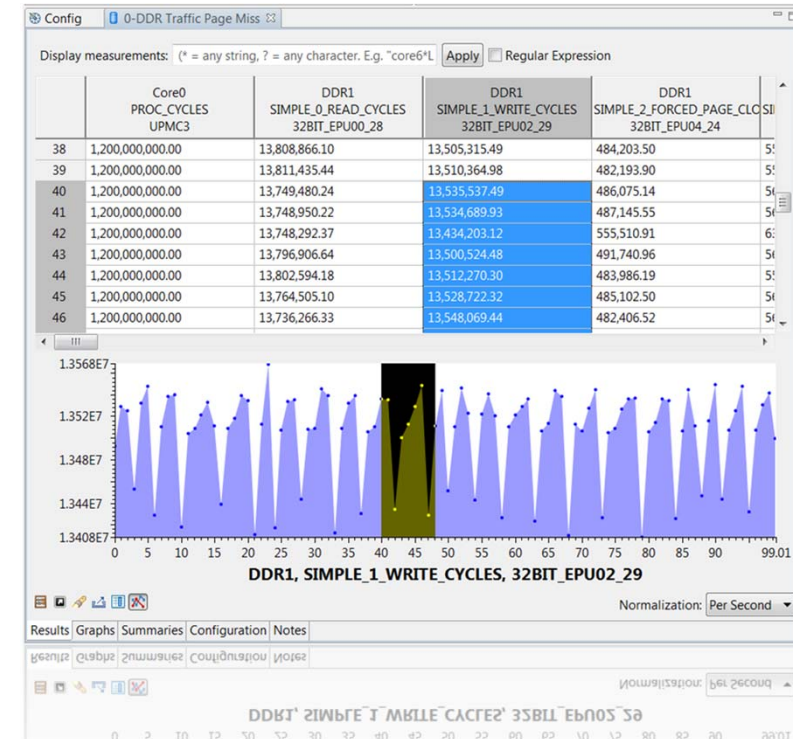 Config 0-DDR Traffic Page Miss
Display measurements: (* = any string, ? = any character. E.g. "core6*L Apply Regular Expression
Core0 DDR1 DDR1 DDR1
PROC_CYCLES SIMPLE_0_READ_CYCLES SIMPLE_1_WRITE_CYCLES SIMPLE_2_FORCED_PAGE_CLO SI
UPMC3 32BIT_EPU00_28 32BIT_EPU02_29 32BIT_EPU04_24
38 1,200,000,000.00 13,808,866.10 13,505,315.49 484,203.50 55
39 1,200,000,000.00 13,811,435.44 13,510,364.98 482,193.90 55
40 1,200,000,000.00 13,749,480.24 13,535,537.49 486,075.14 56
41 1,200,000,000.00 13,748,950.22 13,534,689.93 487,145.55 56
42 1,200,000,000.00 13,748,292.37 13,434,203.12 555,510.91 63
43 1,200,000,000.00 13,796,906.64 13,500,524.48 491,740.96 56
44 1,200,000,000.00 13,802,594.18 13,512,270.30 483,986.19 55
45 1,200,000,000.00 13,764,505.10 13,528,722.32 485,102.50 56
46 1,200,000,000.00 13,736,266.33 13,548,069.44 482,406.52 56
1.3568E7
1.352E7
1.348E7
1.344E7
1.3408E7
0 5 10 15 20 25 30 35 40 45 50 55 60 65 70 75 80 85 90 99.01
DDR1, SIMPLE_1_WRITE_CYCLES, 32BIT_EPU02_29
Normalization: Per Second
Results Graphs Summaries Configuration Notes